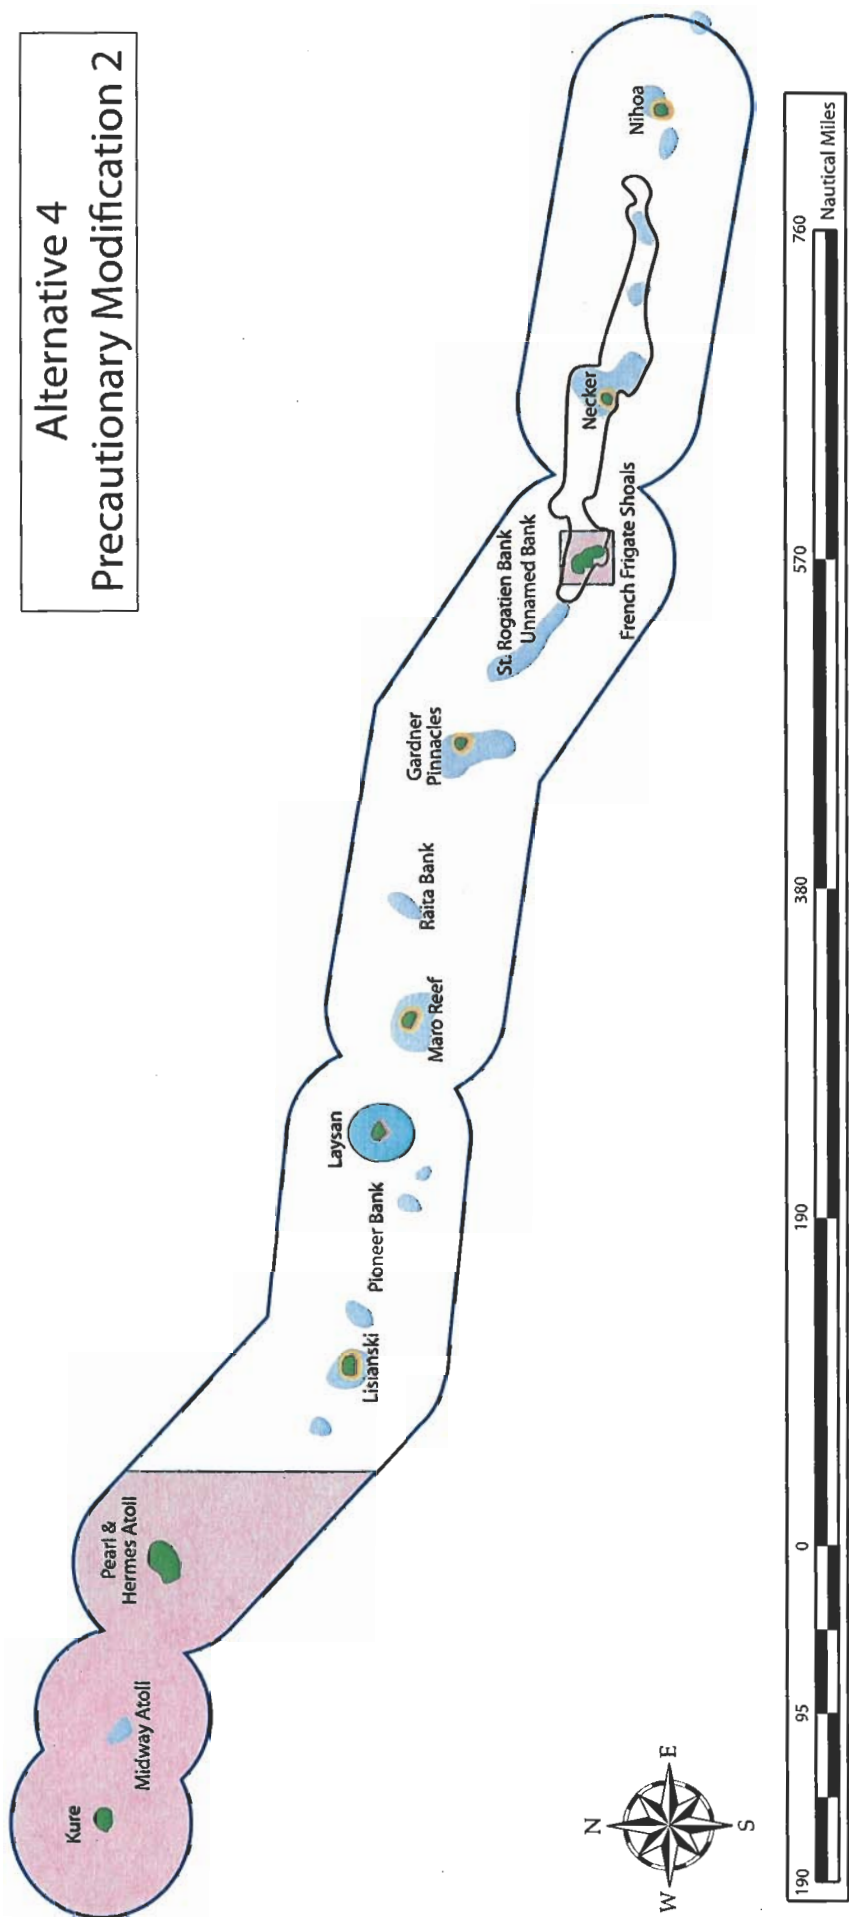 Alternative 4
Precautionary Modification 2
Kure
Midway Atoll
Pearl &
Hermes Atoll
Lisianski
Pioneer Bank
Laysan
Maro Reef
Raita Bank
Gardner
Pinnacles
St. Rogatien Bank
Unnamed Bank
French Frigate Shoals
Necker
Nihoa
N
W
E
S
190
95
0
190
380
570
760
Nautical Miles